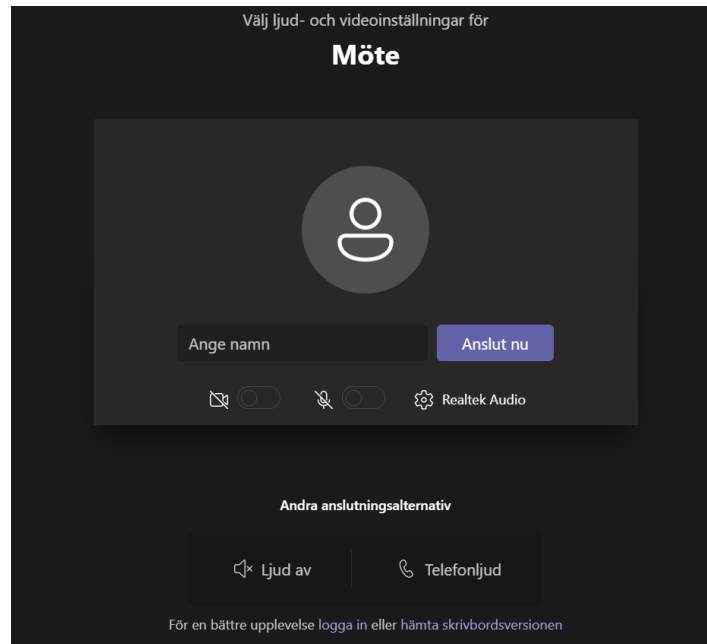 Välj ljud- och videoinställningar för
Möte
Ange namn
Anslut nu
Realtek Audio
Andra anslutningsalternativ
Ljud av
Telefonljud
För en bättre upplevelse logga in eller hämta skrivbordsversionen